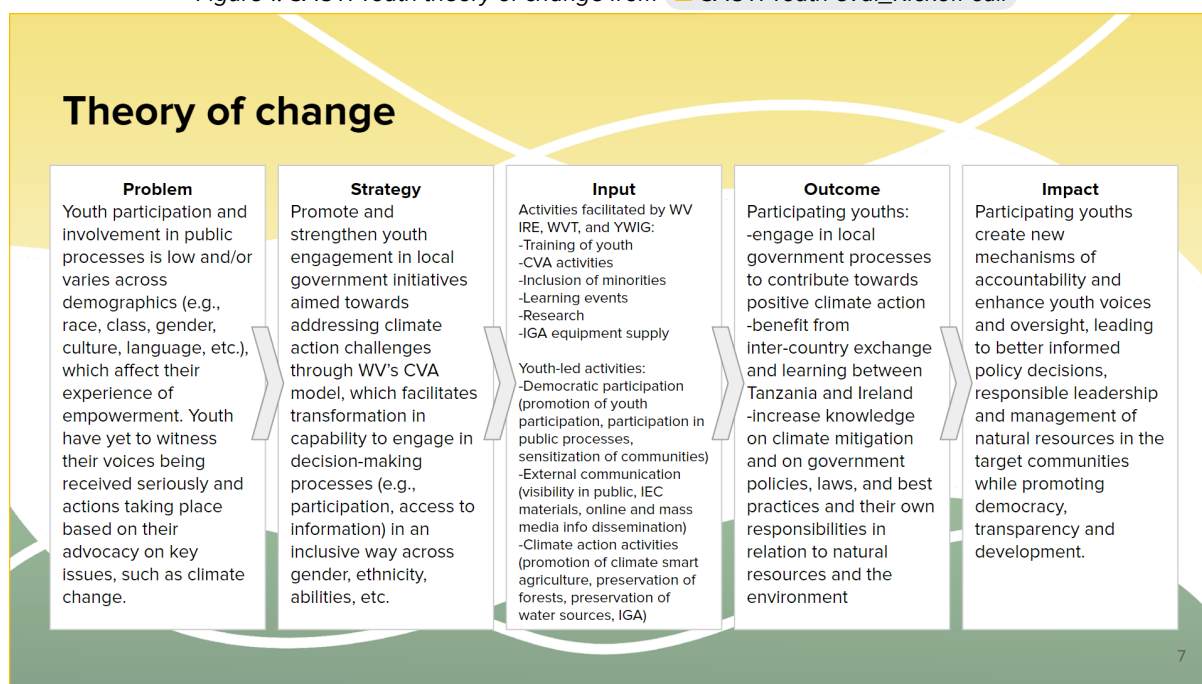 Theory of change
Problem
Youth participation and
involvement in public
processes is low and/or
varies across
demographics (e.g.,
race, class, gender,
culture, language, etc.),
which affect their
experience of
empowerment. Youth
have yet to witness
their voices being
received seriously and
actions taking place
based on their
advocacy on key
issues, such as climate
change.
Strategy
Promote and
strengthen youth
engagement in local
government initiatives
aimed towards
addressing climate
action challenges
through WV's CVA
model, which facilitates
transformation in
capability to engage in
decision-making
processes (e.g.,
participation, access to
information) in an
inclusive way across
gender, ethnicity,
abilities, etc.
Input
Activities facilitated by WV
IRE, WVT, and YWIG:
-Training of youth
-CVA activities
-Inclusion of minorities
-Learning events
-Research
-IGA equipment supply
Youth-led activities:
-Democratic participation
(promotion of youth
participation, participation in
public processes,
sensitization of communities)
-External communication
(visibility in public, IEC
materials, online and mass
media info dissemination)
-Climate action activities
(promotion of climate smart
agriculture, preservation of
forests, preservation of
water sources, IGA)
Outcome
Participating youths:
-engage in local
government processes
to contribute towards
positive climate action
-benefit from
inter-country exchange
and learning between
Tanzania and Ireland
-increase knowledge
on climate mitigation
and on government
policies, laws, and best
practices and their own
responsibilities in
relation to natural
resources and the
environment
Impact
Participating youths
create new
mechanisms of
accountability and
enhance youth voices
and oversight, leading
to better informed
policy decisions,
responsible leadership
and management of
natural resources in the
target communities
while promoting
democracy,
transparency and
development.
7